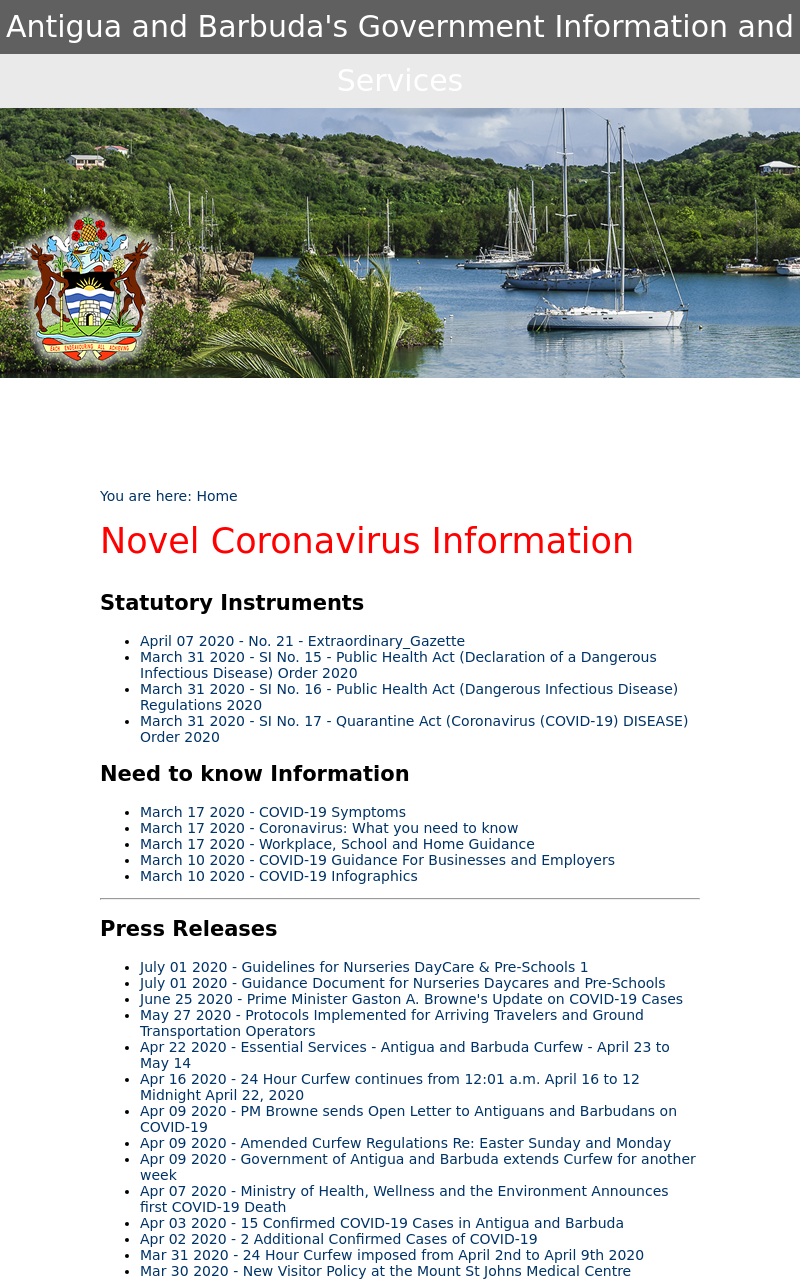 Antigua and Barbuda's Government Information and
Services
EACH ENDEAVOURING ALL ACHIEVING
You are here: Home
Novel Coronavirus Information
Statutory Instruments
• April 07 2020 - No. 21 - Extraordinary_Gazette
• March 31 2020 - SI No. 15 - Public Health Act (Declaration of a Dangerous
Infectious Disease) Order 2020
• March 31 2020 - SI No. 16 - Public Health Act (Dangerous Infectious Disease)
Regulations 2020
• March 31 2020 - SI No. 17 - Quarantine Act (Coronavirus (COVID-19) DISEASE)
Order 2020
Need to know Information
• March 17 2020 - COVID-19 Symptoms
• March 17 2020 - Coronavirus: What you need to know
• March 17 2020 - Workplace, School and Home Guidance
• March 10 2020 - COVID-19 Guidance For Businesses and Employers
• March 10 2020 - COVID-19 Infographics
Press Releases
• July 01 2020 - Guidelines for Nurseries DayCare & Pre-Schools 1
• July 01 2020 - Guidance Document for Nurseries Daycares and Pre-Schools
• June 25 2020 - Prime Minister Gaston A. Browne's Update on COVID-19 Cases
• May 27 2020 - Protocols Implemented for Arriving Travelers and Ground
Transportation Operators
• Apr 22 2020 - Essential Services - Antigua and Barbuda Curfew - April 23 to
May 14
• Apr 16 2020 - 24 Hour Curfew continues from 12:01 a.m. April 16 to 12
Midnight April 22, 2020
• Apr 09 2020 - PM Browne sends Open Letter to Antiguans and Barbudans on
COVID-19
• Apr 09 2020 - Amended Curfew Regulations Re: Easter Sunday and Monday
• Apr 09 2020 - Government of Antigua and Barbuda extends Curfew for another
week
• Apr 07 2020 - Ministry of Health, Wellness and the Environment Announces
first COVID-19 Death
• Apr 03 2020 - 15 Confirmed COVID-19 Cases in Antigua and Barbuda
• Apr 02 2020 - 2 Additional Confirmed Cases of COVID-19
• Mar 31 2020 - 24 Hour Curfew imposed from April 2nd to April 9th 2020
• Mar 30 2020 - New Visitor Policy at the Mount St Johns Medical Centre